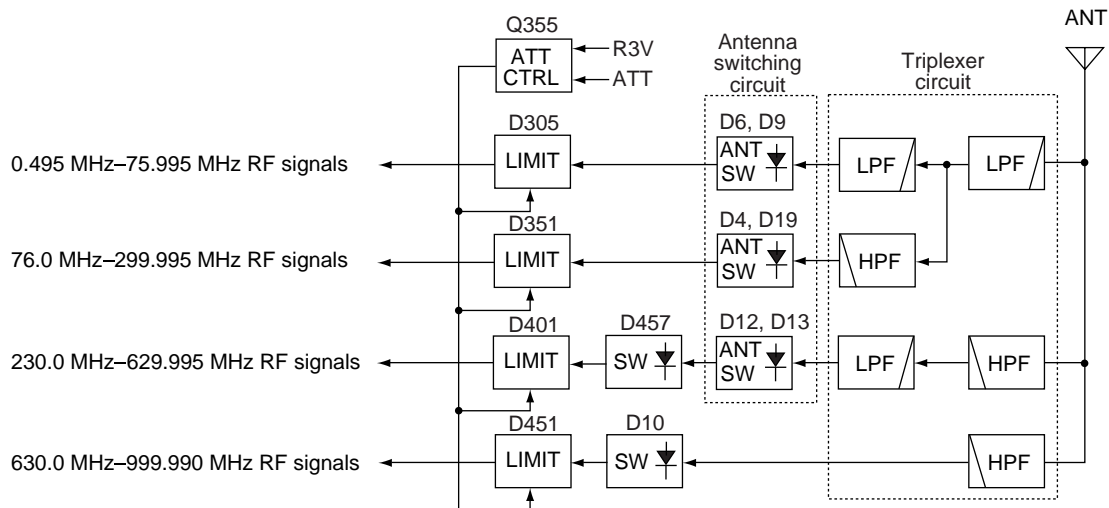 ANT
Q355
ATT
CTRL
R3V
ATT
Antenna
switching
circuit
Triplexer
circuit
D305
D6, D9
0.495 MHz–75.995 MHz RF signals
LIMIT
ANT
SW
LPF
LPF
D351
D4, D19
76.0 MHz–299.995 MHz RF signals
LIMIT
ANT
SW
HPF
D401
D457
D12, D13
230.0 MHz–629.995 MHz RF signals
LIMIT
SW
ANT
SW
LPF
HPF
D451
D10
630.0 MHz–999.990 MHz RF signals
LIMIT
SW
HPF